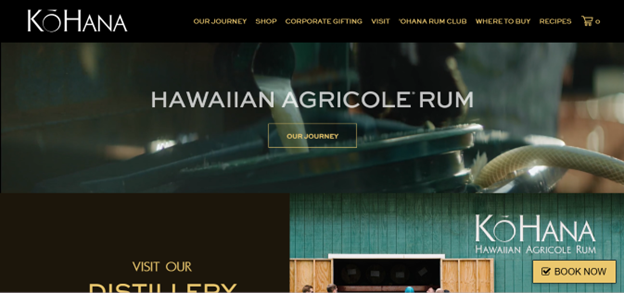 KōHana
OUR JOURNEY SHOP CORPORATE GIFTING VISIT 'OHANA RUM CLUB WHERE TO BUY RECIPES 0
HAWAIIAN AGRICOLE® RUM
OUR JOURNEY
KōHana
HAWAIIAN AGRICOLE RUM
VISIT OUR
DISTILLERY
BOOK NOW